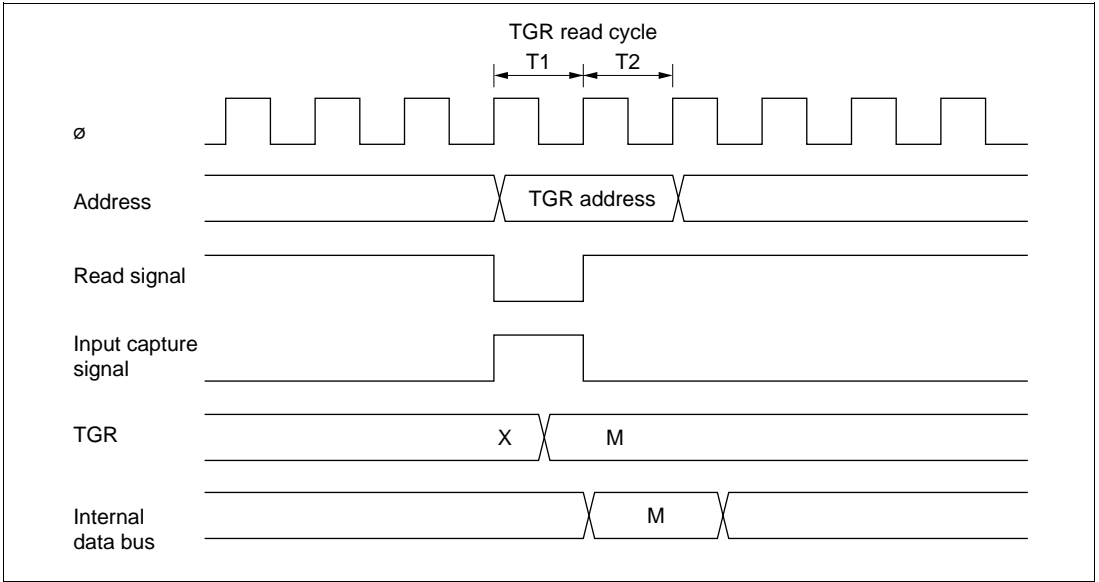 TGR read cycle
T1 T2
ø
Address
TGR address
Read signal
Input capture
signal
TGR
X M
Internal
data bus
M